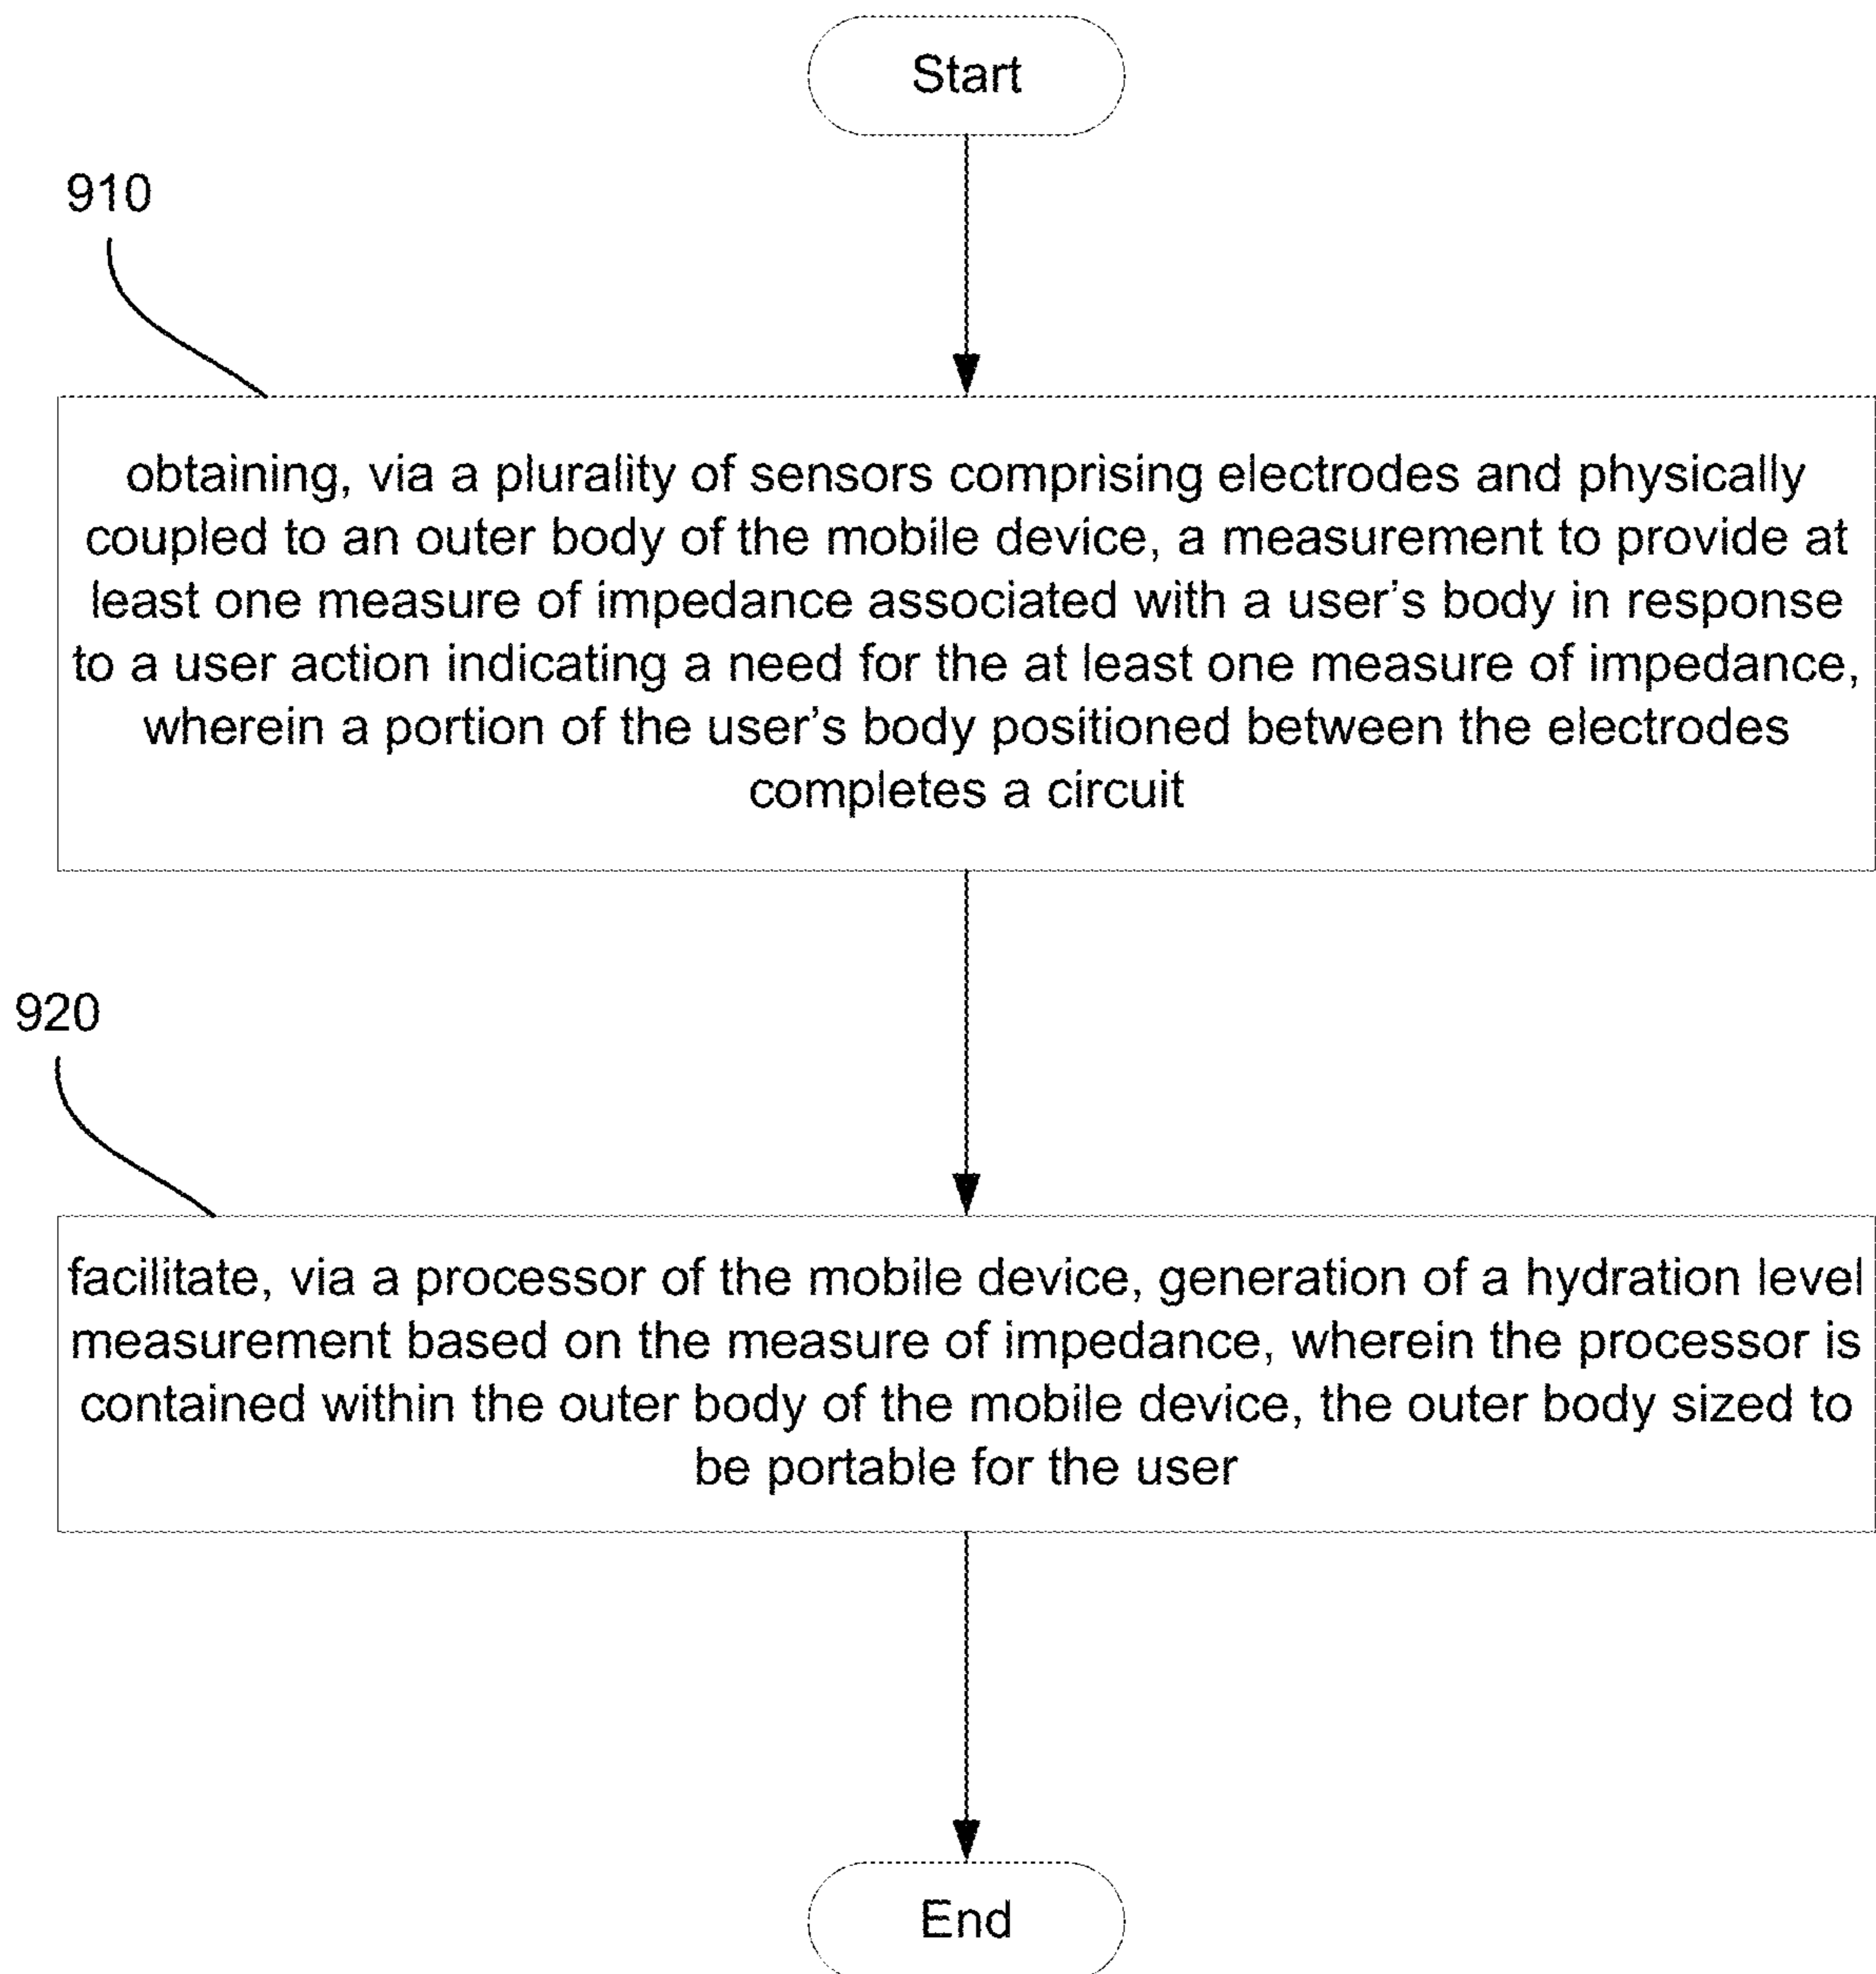 Start
910
obtaining, via a plurality of sensors comprising electrodes and physically
coupled to an outer body of the mobile device, a measurement to provide at
least one measure of impedance associated with a user's body in response
to a user action indicating a need for the at least one measure of impedance,
wherein a portion of the user's body positioned between the electrodes
completes a circuit
920
facilitate, via a processor of the mobile device, generation of a hydration level
measurement based on the measure of impedance, wherein the processor is
contained within the outer body of the mobile device, the outer body sized to
be portable for the user
End